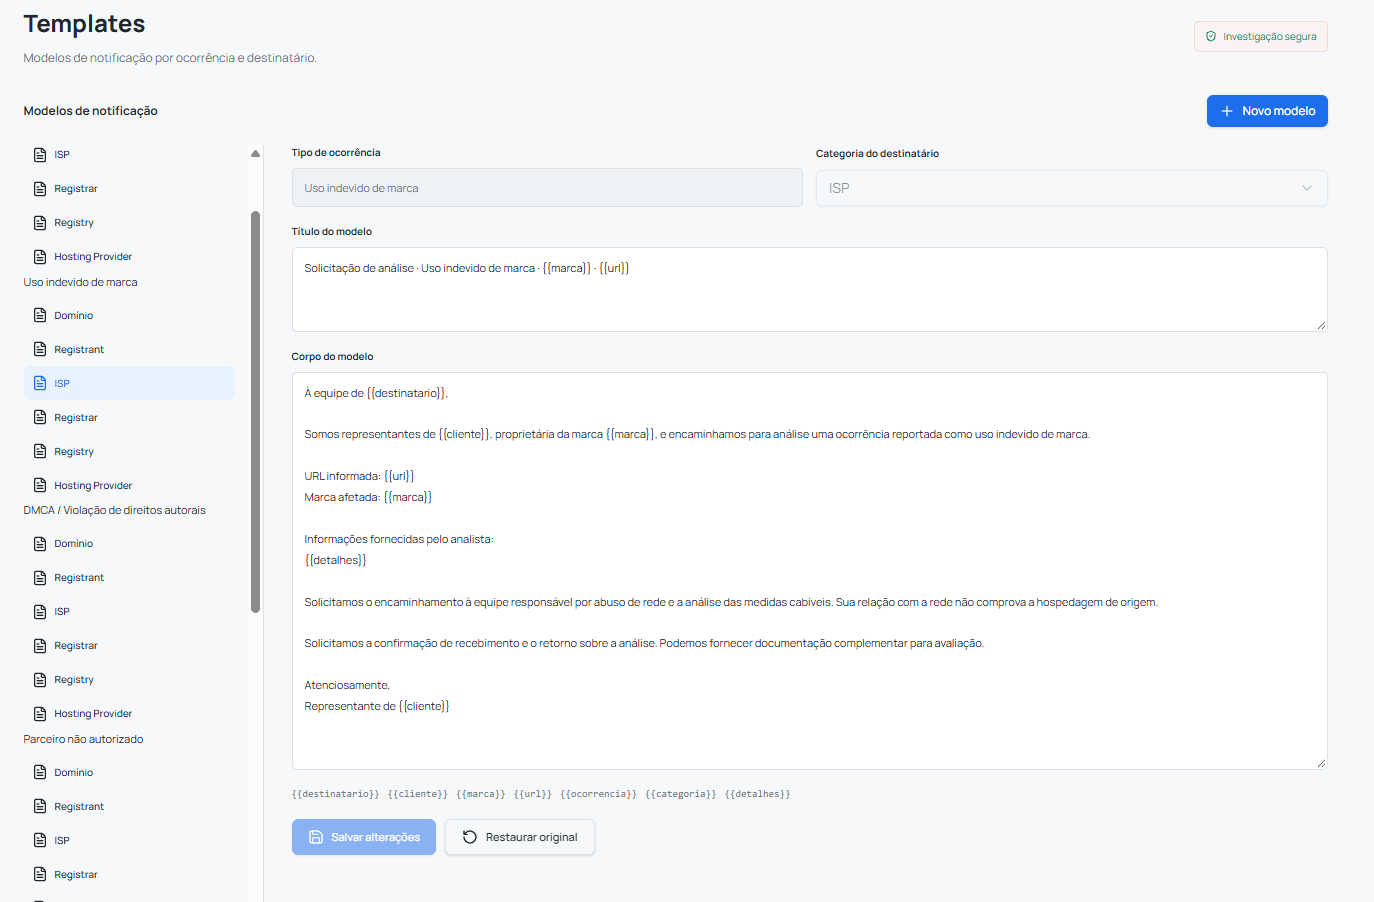 Templates
Modelos de notificação por ocorrência e destinatário.
Investigação segura
Modelos de notificação
Novo modelo
ISP
Registrar
Registry
Hosting Provider
Uso indevido de marca
Domínio
Registrant
ISP
Registrar
Registry
Hosting Provider
DMCA / Violação de direitos autorais
Domínio
Registrant
ISP
Registrar
Registry
Hosting Provider
Parceiro não autorizado
Domínio
Registrant
ISP
Registrar
Tipo de ocorrência
Uso indevido de marca
Categoria do destinatário
ISP
Título do modelo
Solicitação de análise · Uso indevido de marca · {{marca}} · {{url}}
Corpo do modelo
À equipe de {{destinatario}},
Somos representantes de {{cliente}}, proprietária da marca {{marca}}, e encaminhamos para análise uma ocorrência reportada como uso indevido de marca.
URL informada: {{url}}
Marca afetada: {{marca}}
Informações fornecidas pelo analista:
{{detalhes}}
Solicitamos o encaminhamento à equipe responsável por abuso de rede e a análise das medidas cabíveis. Sua relação com a rede não comprova a hospedagem de origem.
Solicitamos a confirmação de recebimento e o retorno sobre a análise. Podemos fornecer documentação complementar para avaliação.
Atenciosamente,
Representante de {{cliente}}
{{destinatario}} {{cliente}} {{marca}} {{url}} {{ocorrencia}} {{categoria}} {{detalhes}}
Salvar alterações
Restaurar original